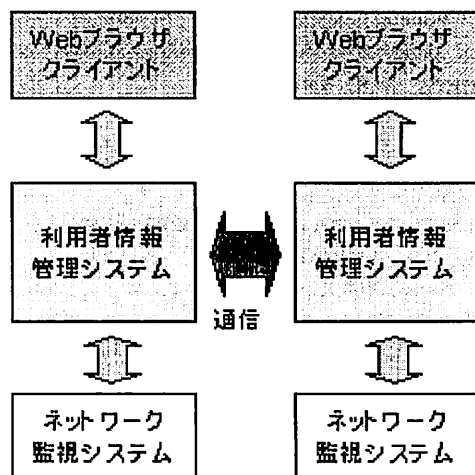 Webブラウザ
クライアント
Webブラウザ
クライアント
利用者情報
管理システム
利用者情報
管理システム
通信
ネットワーク
監視システム
ネットワーク
監視システム